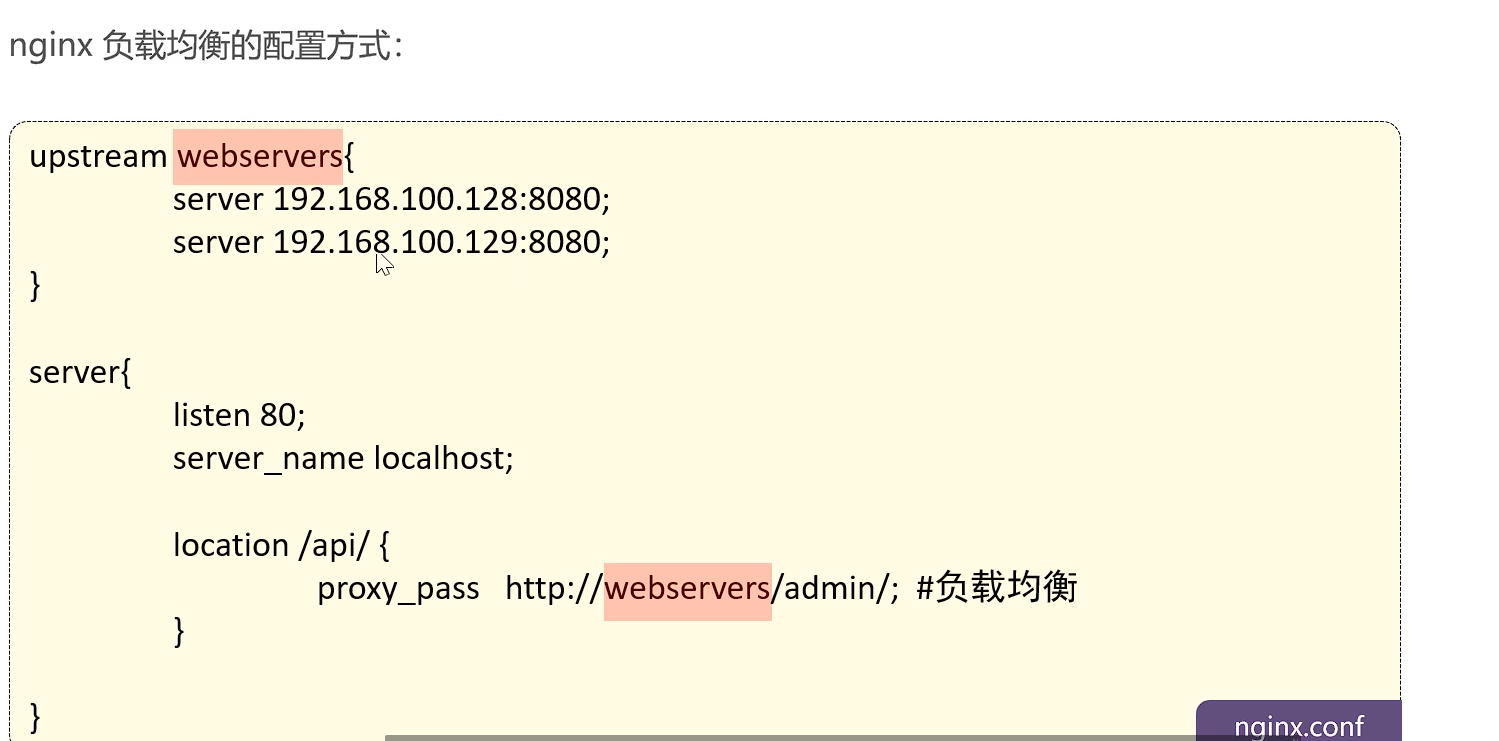 nginx 负载均衡的配置方式：
upstream webservers{
server 192.168.100.128:8080;
server 192.168.100.129:8080;
}
server{
listen 80;
server_name localhost;
location /api/ {
proxy_pass http://webservers/admin/; #负载均衡
}
}
nginx.conf